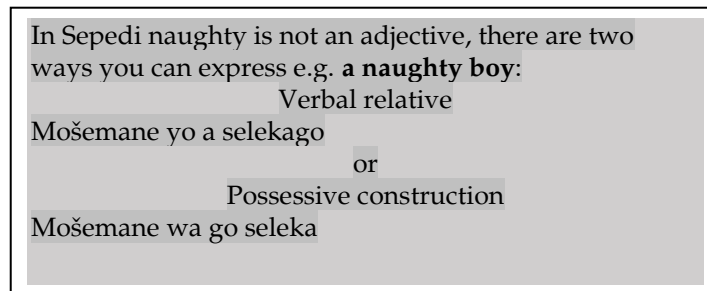 In Sepedi naughty is not an adjective, there are two
ways you can express e.g. a naughty boy:
Verbal relative
Mošemane yo a selekago
or
Possessive construction
Mošemane wa go seleka